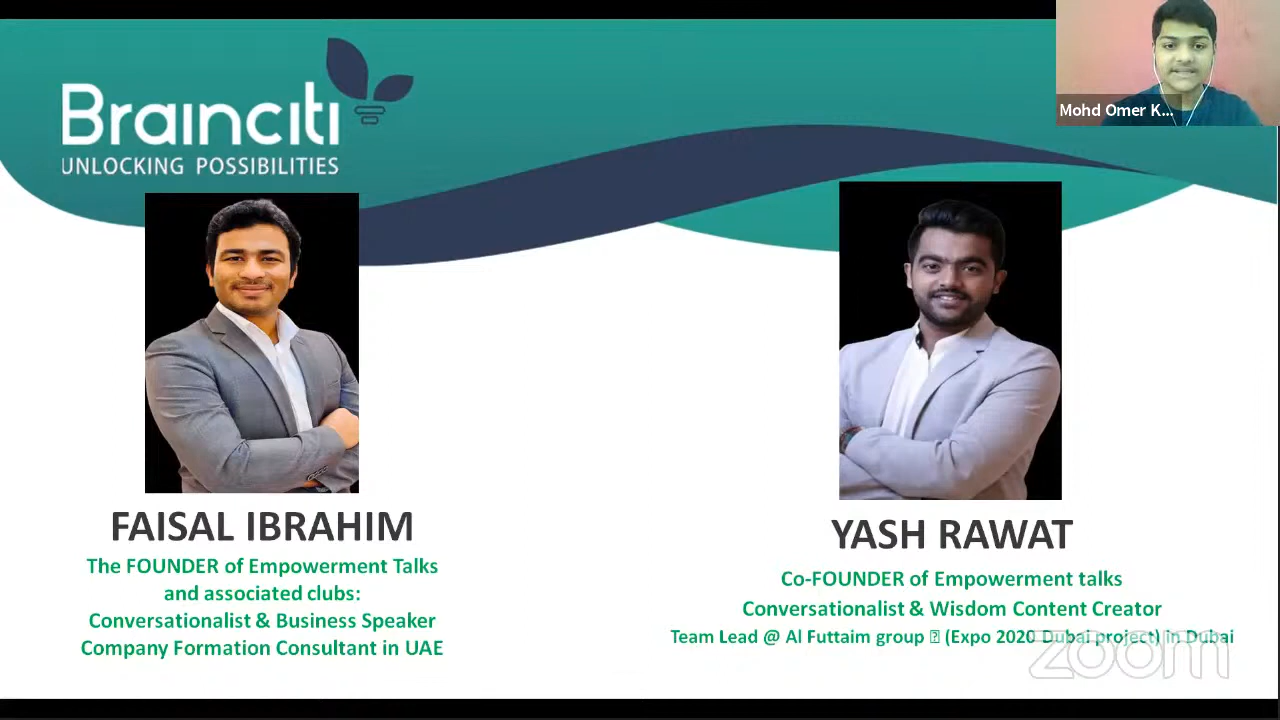 Brainciti
UNLOCKING POSSIBILITIES
Mohd Omer K...
FAISAL IBRAHIM
The FOUNDER of Empowerment Talks
and associated clubs:
Conversationalist & Business Speaker
Company Formation Consultant in UAE
YASH RAWAT
Co-FOUNDER of Empowerment talks
Conversationalist & Wisdom Content Creator
Team Lead @ Al Futtaim group (Expo 2020 Dubai project) in Dubai
zoom